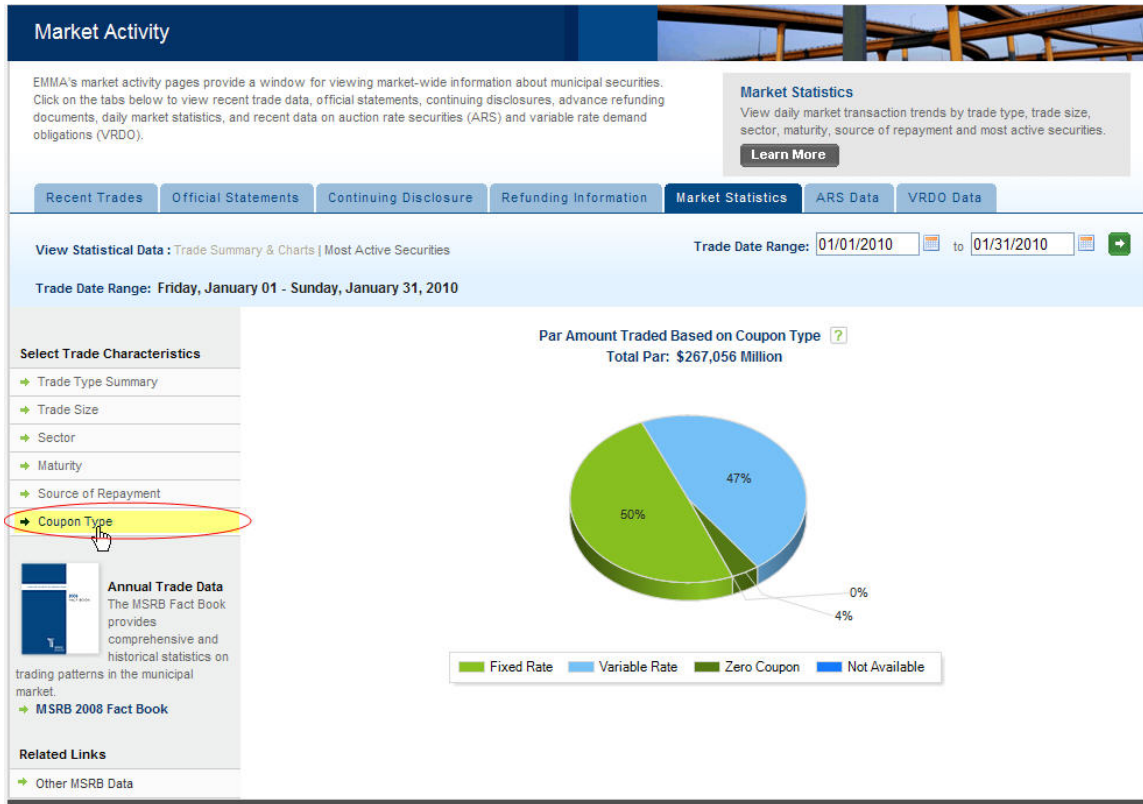 Market Activity
EMMA's market activity pages provide a window for viewing market-wide information about municipal securities.
Click on the tabs below to view recent trade data, official statements, continuing disclosures, advance refunding
documents, daily market statistics, and recent data on auction rate securities (ARS) and variable rate demand
obligations (VRDO).
Market Statistics
View daily market transaction trends by trade type, trade size,
sector, maturity, source of repayment and most active securities.
Learn More
Recent Trades Official Statements Continuing Disclosure Refunding Information Market Statistics ARS Data VRDO Data
View Statistical Data : Trade Summary & Charts | Most Active Securities
Trade Date Range: 01/01/2010 to 01/31/2010
Trade Date Range: Friday, January 01 - Sunday, January 31, 2010
Select Trade Characteristics
Trade Type Summary
Trade Size
Sector
Maturity
Source of Repayment
Coupon Type
Annual Trade Data
The MSRB Fact Book
provides
comprehensive and
historical statistics on
trading patterns in the municipal
market.
MSRB 2008 Fact Book
Related Links
Other MSRB Data
Par Amount Traded Based on Coupon Type ?
Total Par: $267,056 Million
47%
50%
0%
4%
Fixed Rate Variable Rate Zero Coupon Not Available